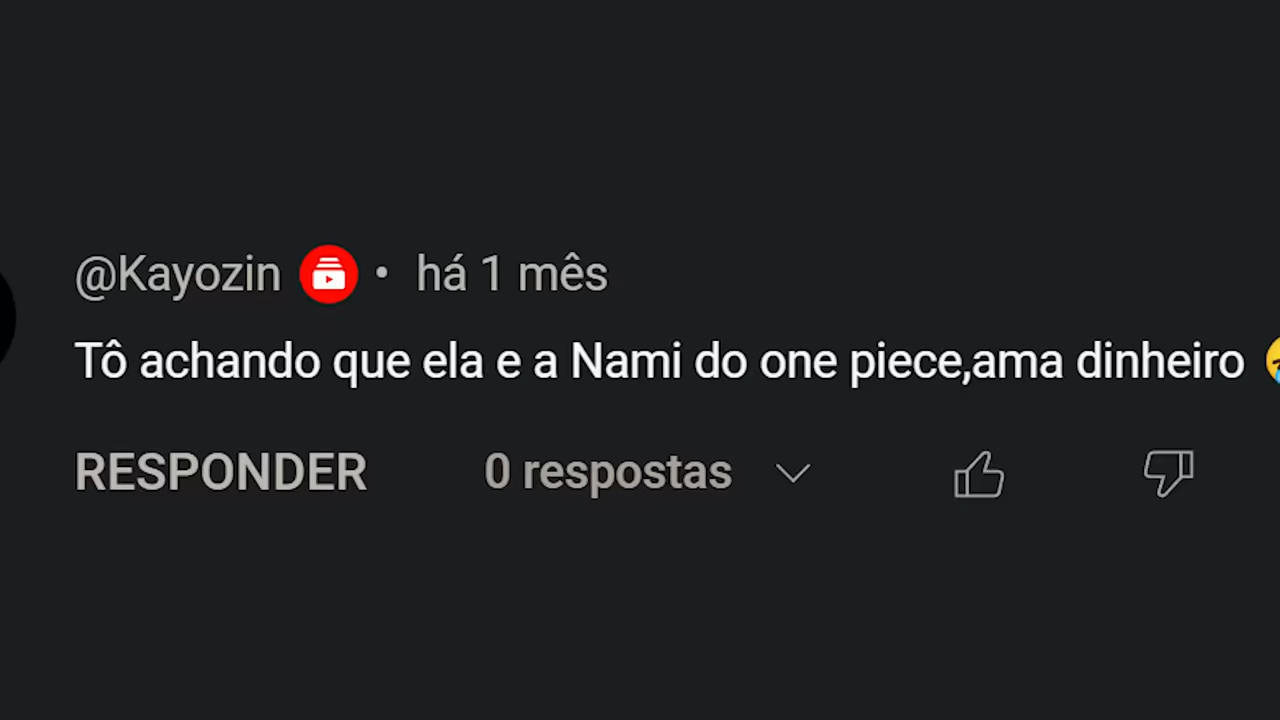 @Kayozin • há 1 mês
Tô achando que ela e a Nami do one piece,ama dinheiro
RESPONDER 0 respostas